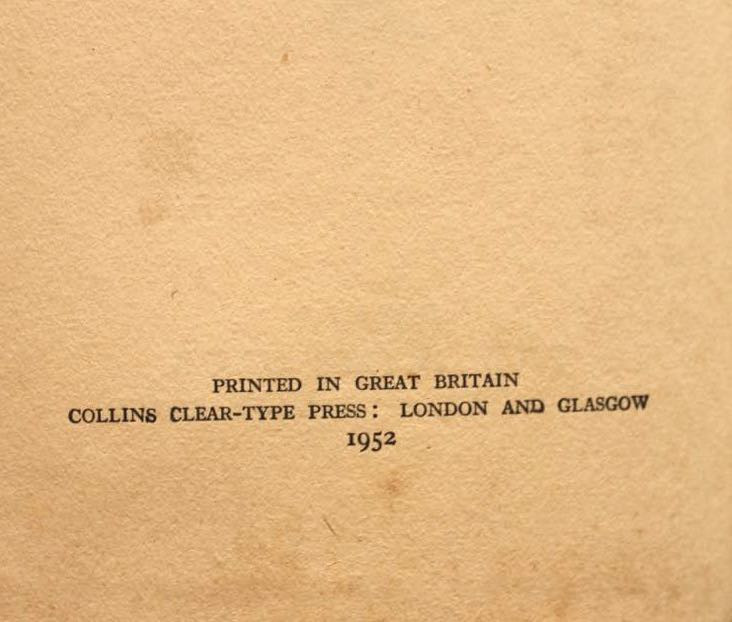 PRINTED IN GREAT BRITAIN
COLLINS CLEAR-TYPE PRESS: LONDON AND GLASGOW
1952